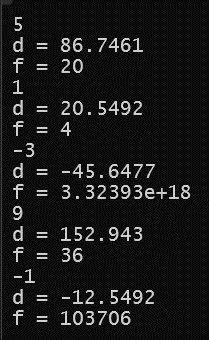 5
d = 86.7461
f = 20
1
d = 20.5492
f = 4
-3
d = -45.6477
f = 3.32393e+18
9
d = 152.943
f = 36
-1
d = -12.5492
f = 103706